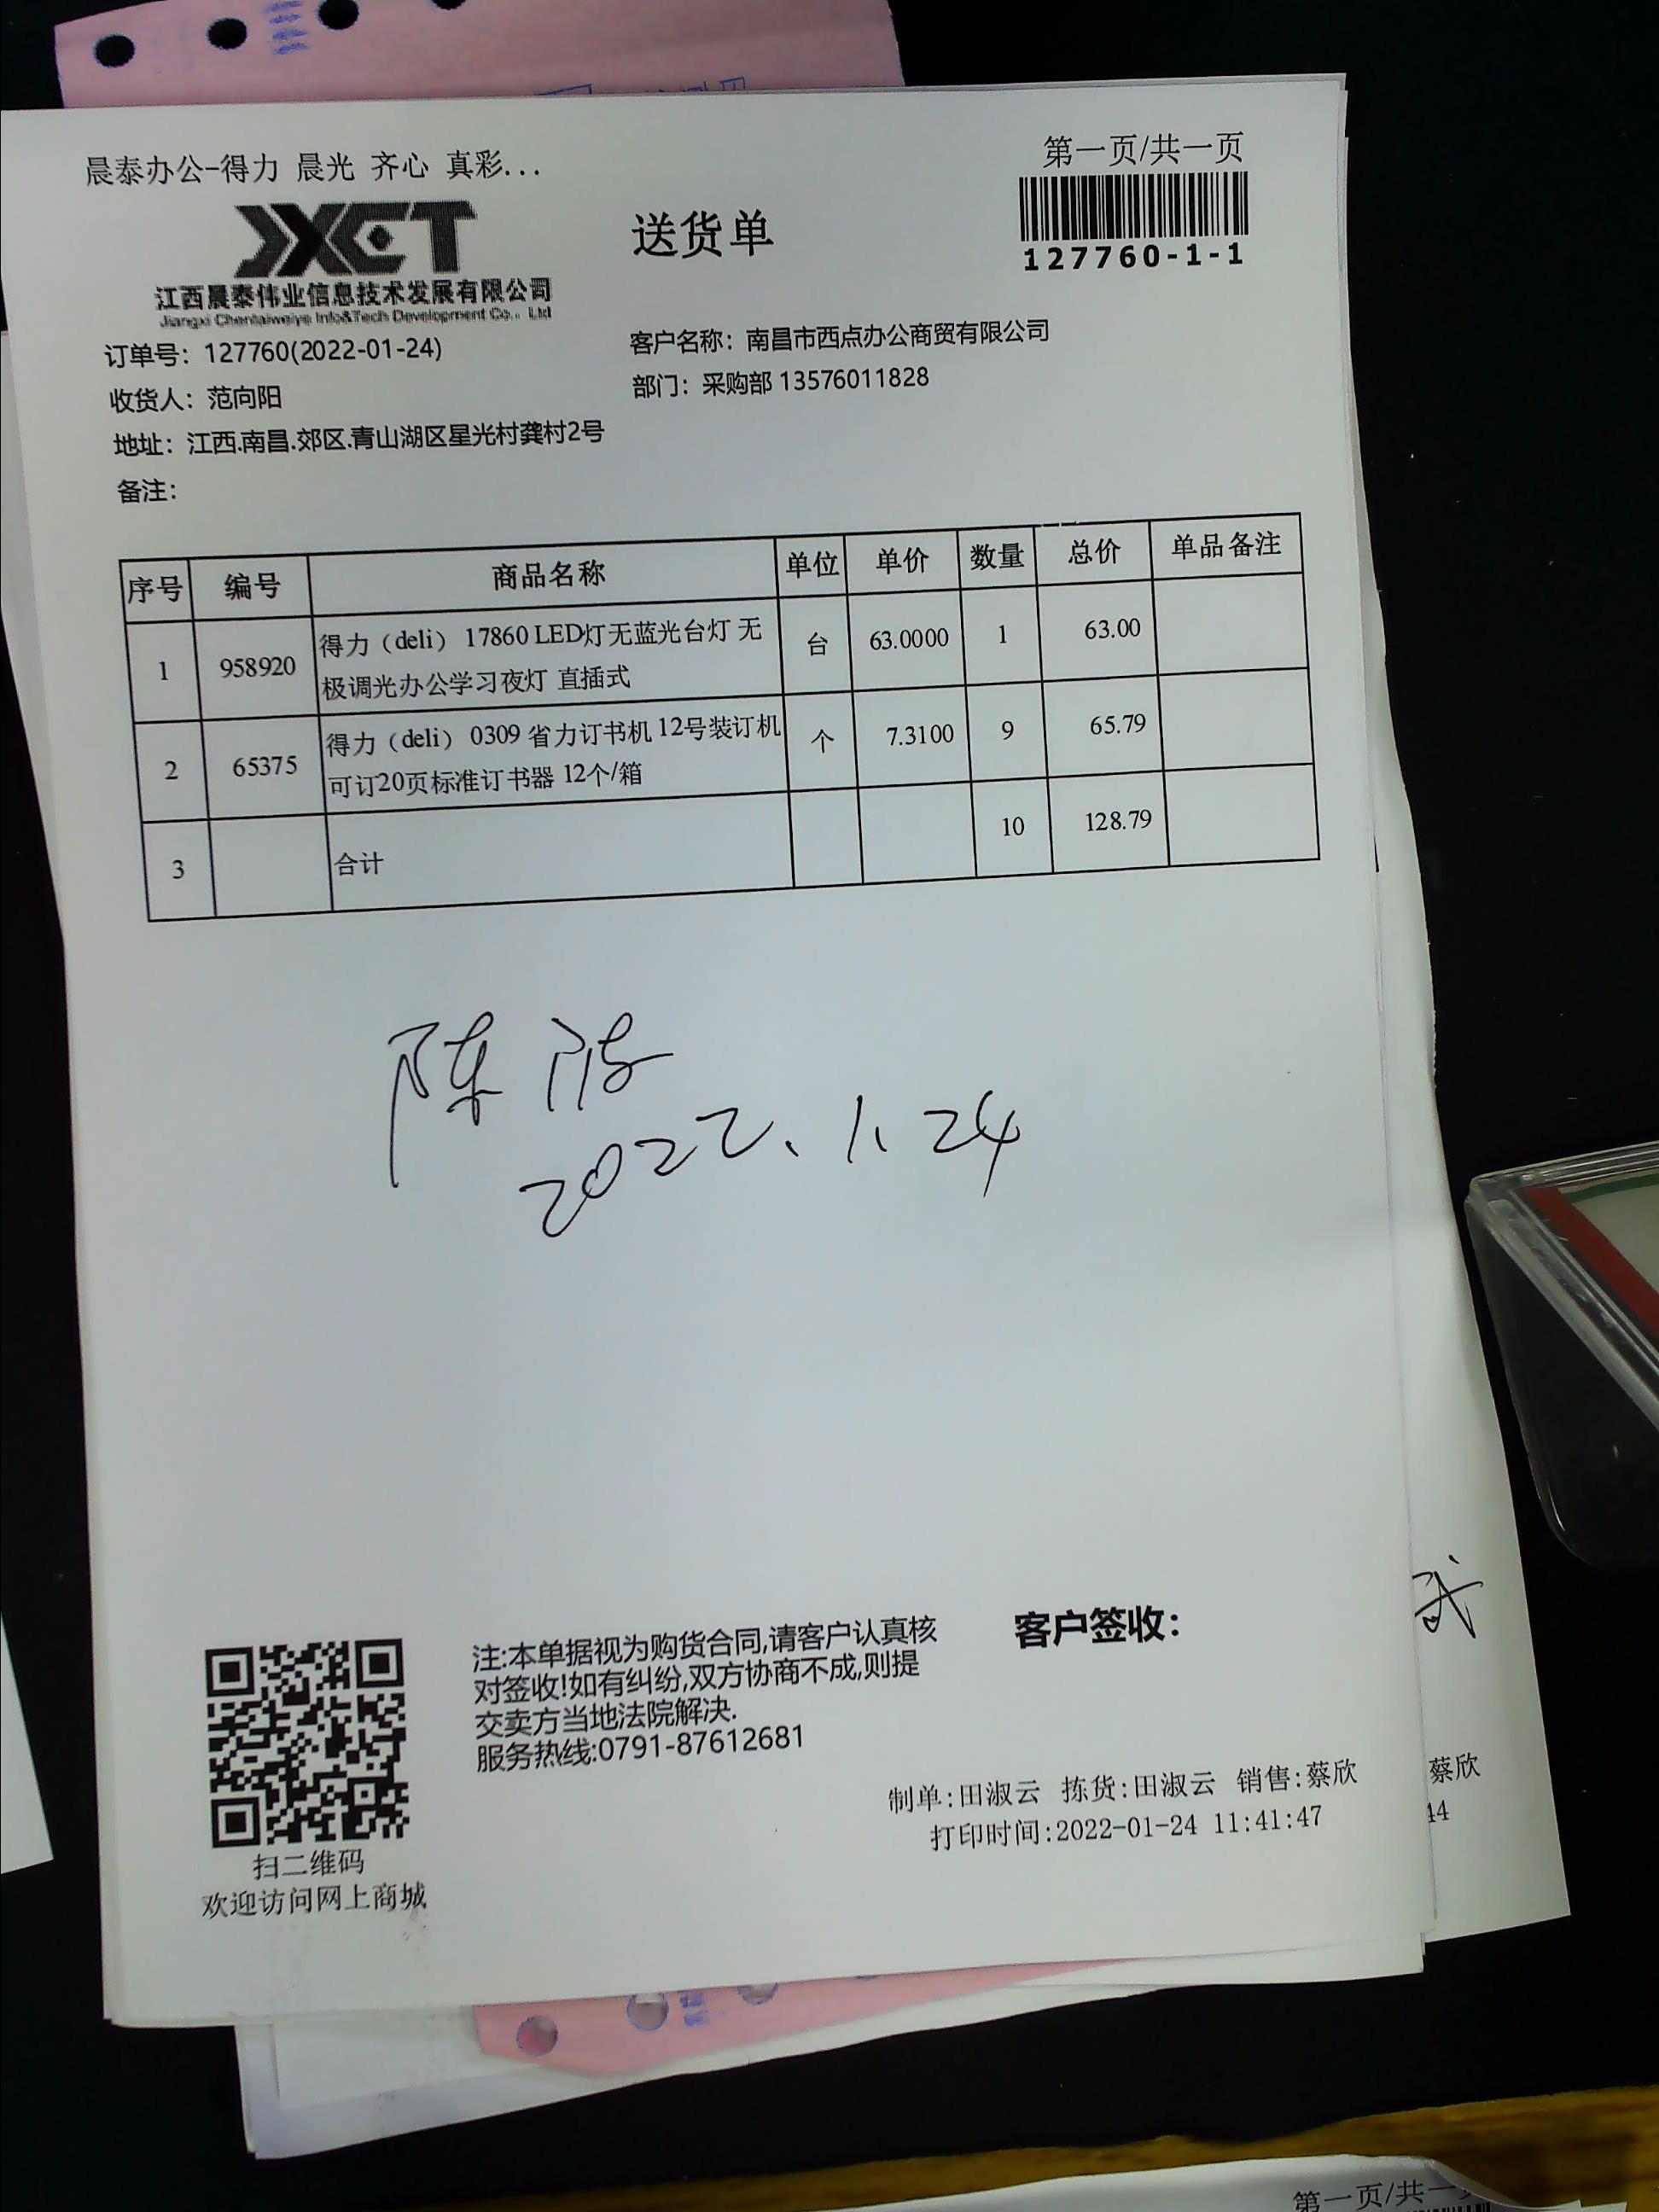 第一页/共一页
晨泰办公-得力 晨光 齐心 真彩...
JXCT
送货单
127760-1-1
江西晨泰伟业信息技术发展有限公司
Jiangxi Chentaiweiye Info&Tech Development Co., Ltd
订单号：127760(2022-01-24)
客户名称：南昌市西点办公商贸有限公司
收货人：范向阳
部门：采购部 13576011828
地址：江西.南昌.郊区.青山湖区星光村龚村2号
备注：
序号 编号 商品名称 单位 单价 数量 总价 单品备注
1 958920 得力（deli） 17860 LED灯无蓝光台灯 无 台 63.0000 1 63.00
极调光办公学习夜灯 直插式
2 65375 得力（deli） 0309 省力订书机 12号装订机 个 7.3100 9 65.79
可订20页标准订书器 12个/箱
3 合计 10 128.79
陈
2022.1.24
注:本单据视为购货合同,请客户认真核
对签收!如有纠纷,双方协商不成,则提
交卖方当地法院解决.
服务热线:0791-87612681
客户签收：
制单:田淑云 拣货:田淑云 销售:蔡欣
打印时间:2022-01-24 11:41:47
扫二维码
欢迎访问网上商城
蔡欣
44
第一页/共一